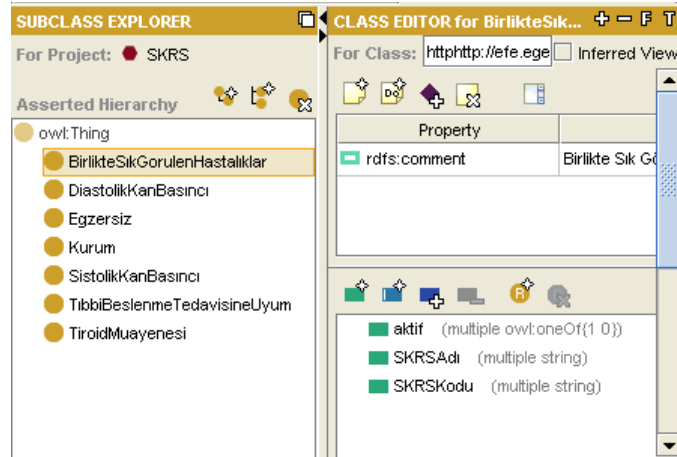 SUBCLASS EXPLORER
For Project: SKRS
Asserted Hierarchy
owl:Thing
BirlikteSıkGorulenHastalıklar
DiastolikKanBasıncı
Egzersiz
Kurum
SistolikKanBasıncı
TıbbiBeslenmeTedavisineUyum
TiroidMuayenesi
CLASS EDITOR for BirlikteSık... F T
For Class: httphttp://efe.ege Inferred View
Property
rdfs:comment Birlikte Sık Gö
aktif (multiple owl:oneOf{1 0})
SKRSAdı (multiple string)
SKRSKodu (multiple string)